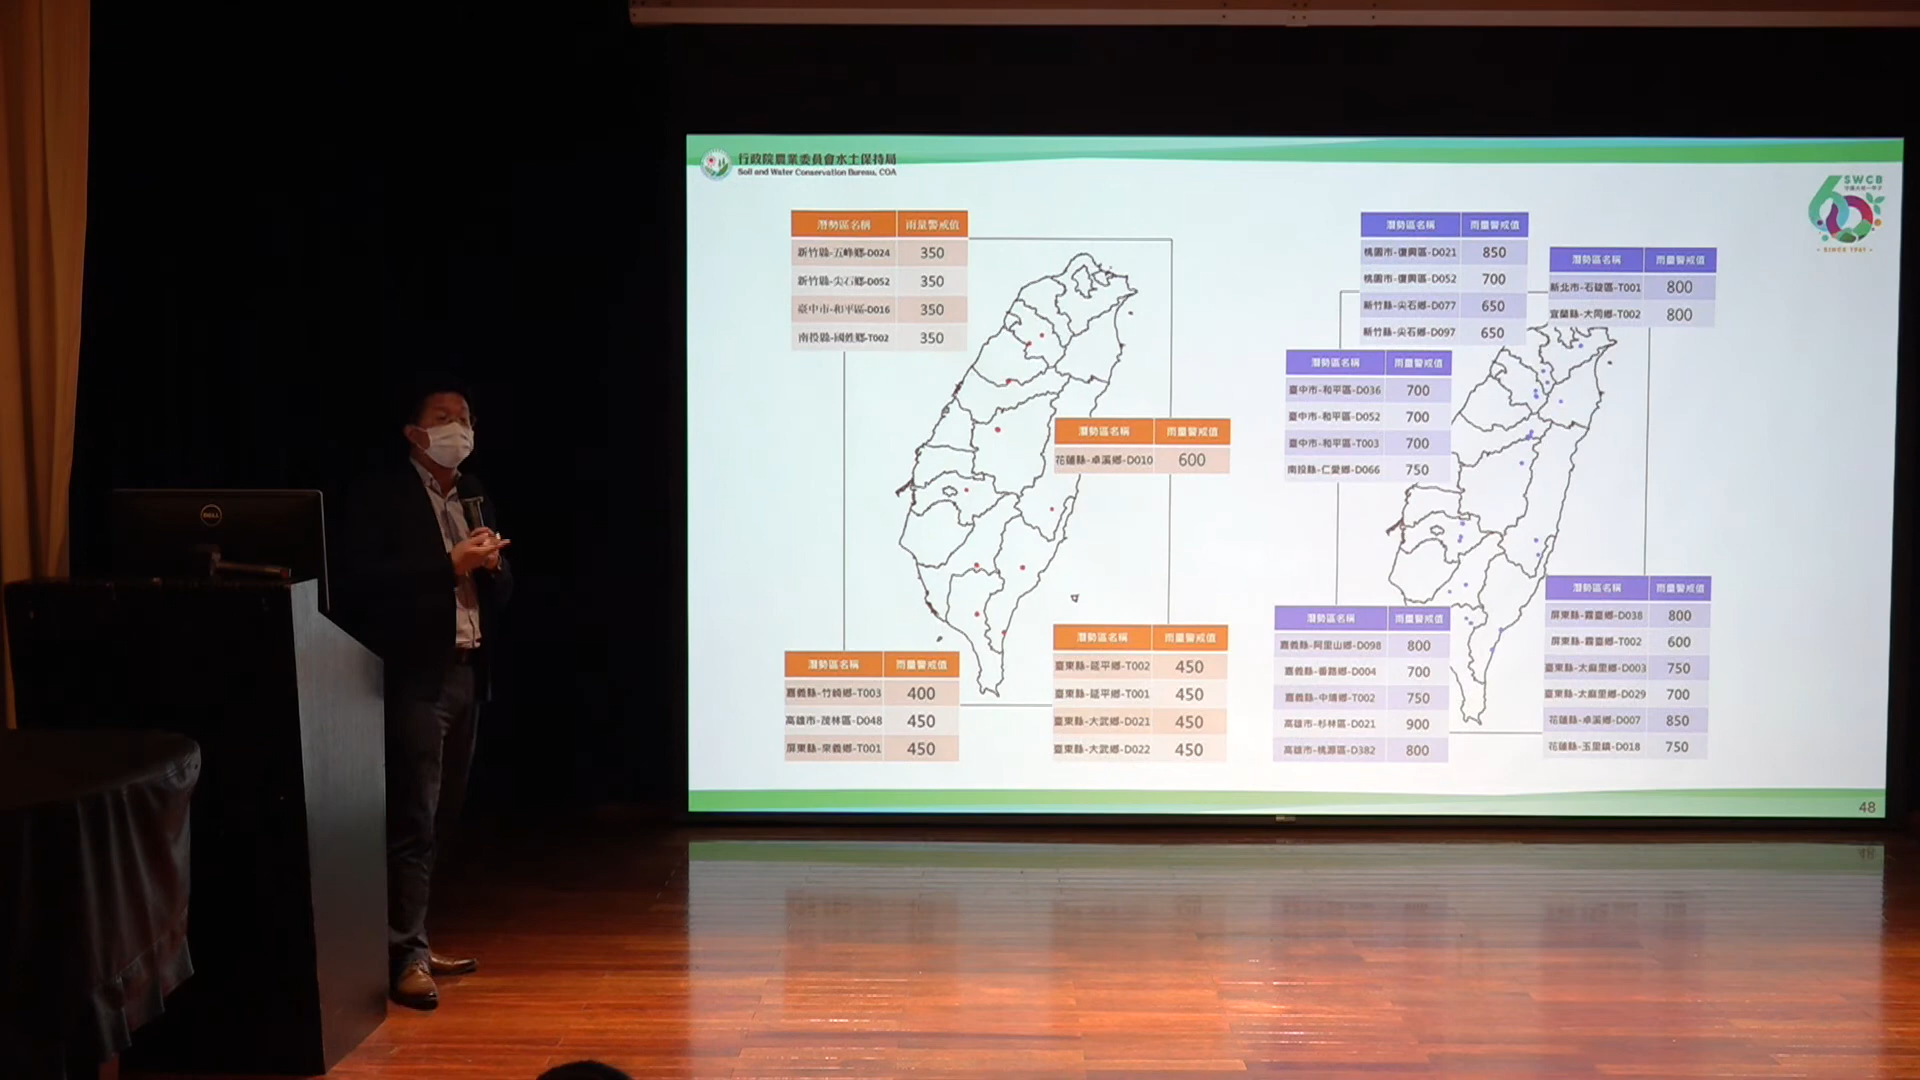 行政院農業委員會水土保持局
Soil and Water Conservation Bureau, COA
SWCB
60
SINCE 1961
潛勢區名稱 雨量警戒值
新竹縣-五峰鄉-D024 350
新竹縣-尖石鄉-D052 350
臺中市-和平區-D016 350
南投縣-國姓鄉-T002 350
潛勢區名稱 雨量警戒值
花蓮縣-卓溪鄉-D010 600
潛勢區名稱 雨量警戒值
嘉義縣-竹崎鄉-T003 400
高雄市-茂林區-D048 450
屏東縣-來義鄉-T001 450
潛勢區名稱 雨量警戒值
臺東縣-延平鄉-T002 450
臺東縣-延平鄉-T001 450
臺東縣-大武鄉-D021 450
臺東縣-大武鄉-D022 450
潛勢區名稱 雨量警戒值
桃園市-復興區-D021 850
桃園市-復興區-D052 700
新竹縣-尖石鄉-D077 650
新竹縣-尖石鄉-D097 650
潛勢區名稱 雨量警戒值
新北市-石碇區-T001 800
宜蘭縣-大同鄉-T002 800
潛勢區名稱 雨量警戒值
臺中市-和平區-D036 700
臺中市-和平區-D052 700
臺中市-和平區-T003 700
南投縣-仁愛鄉-D066 750
潛勢區名稱 雨量警戒值
嘉義縣-阿里山鄉-D098 800
嘉義縣-番路鄉-D004 700
嘉義縣-中埔鄉-T002 750
高雄市-杉林區-D021 900
高雄市-桃源區-D382 800
潛勢區名稱 雨量警戒值
屏東縣-霧臺鄉-D038 800
屏東縣-霧臺鄉-T002 600
臺東縣-太麻里鄉-D003 750
臺東縣-太麻里鄉-D029 700
花蓮縣-卓溪鄉-D007 850
花蓮縣-玉里鎮-D018 750
48
DELL